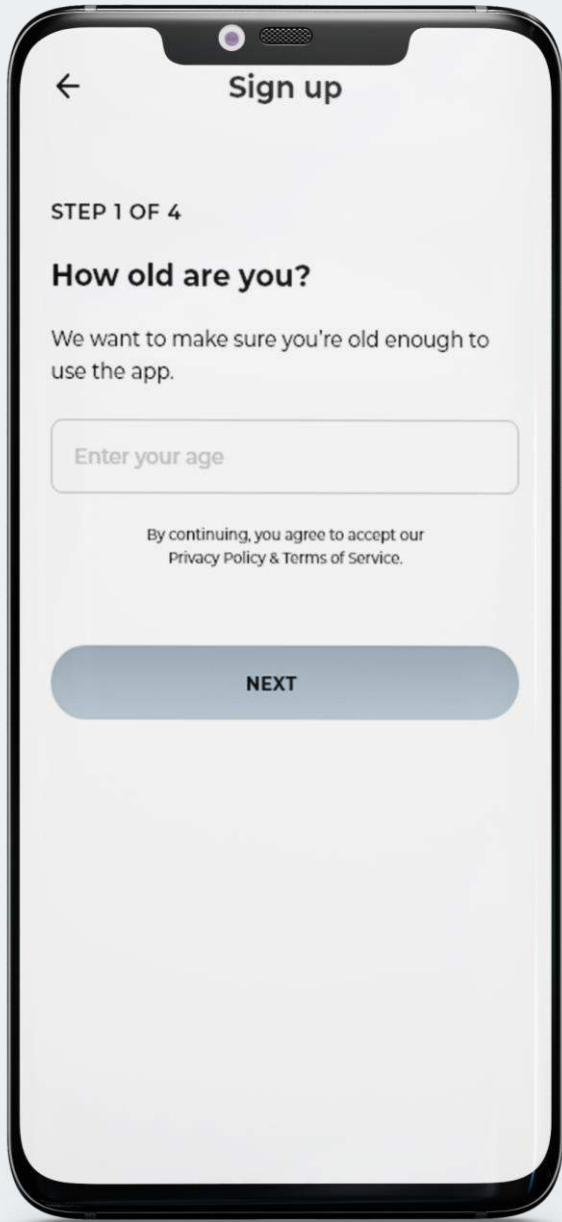 Sign up
STEP 1 OF 4
How old are you?
We want to make sure you're old enough to
use the app.
Enter your age
By continuing, you agree to accept our
Privacy Policy & Terms of Service.
NEXT